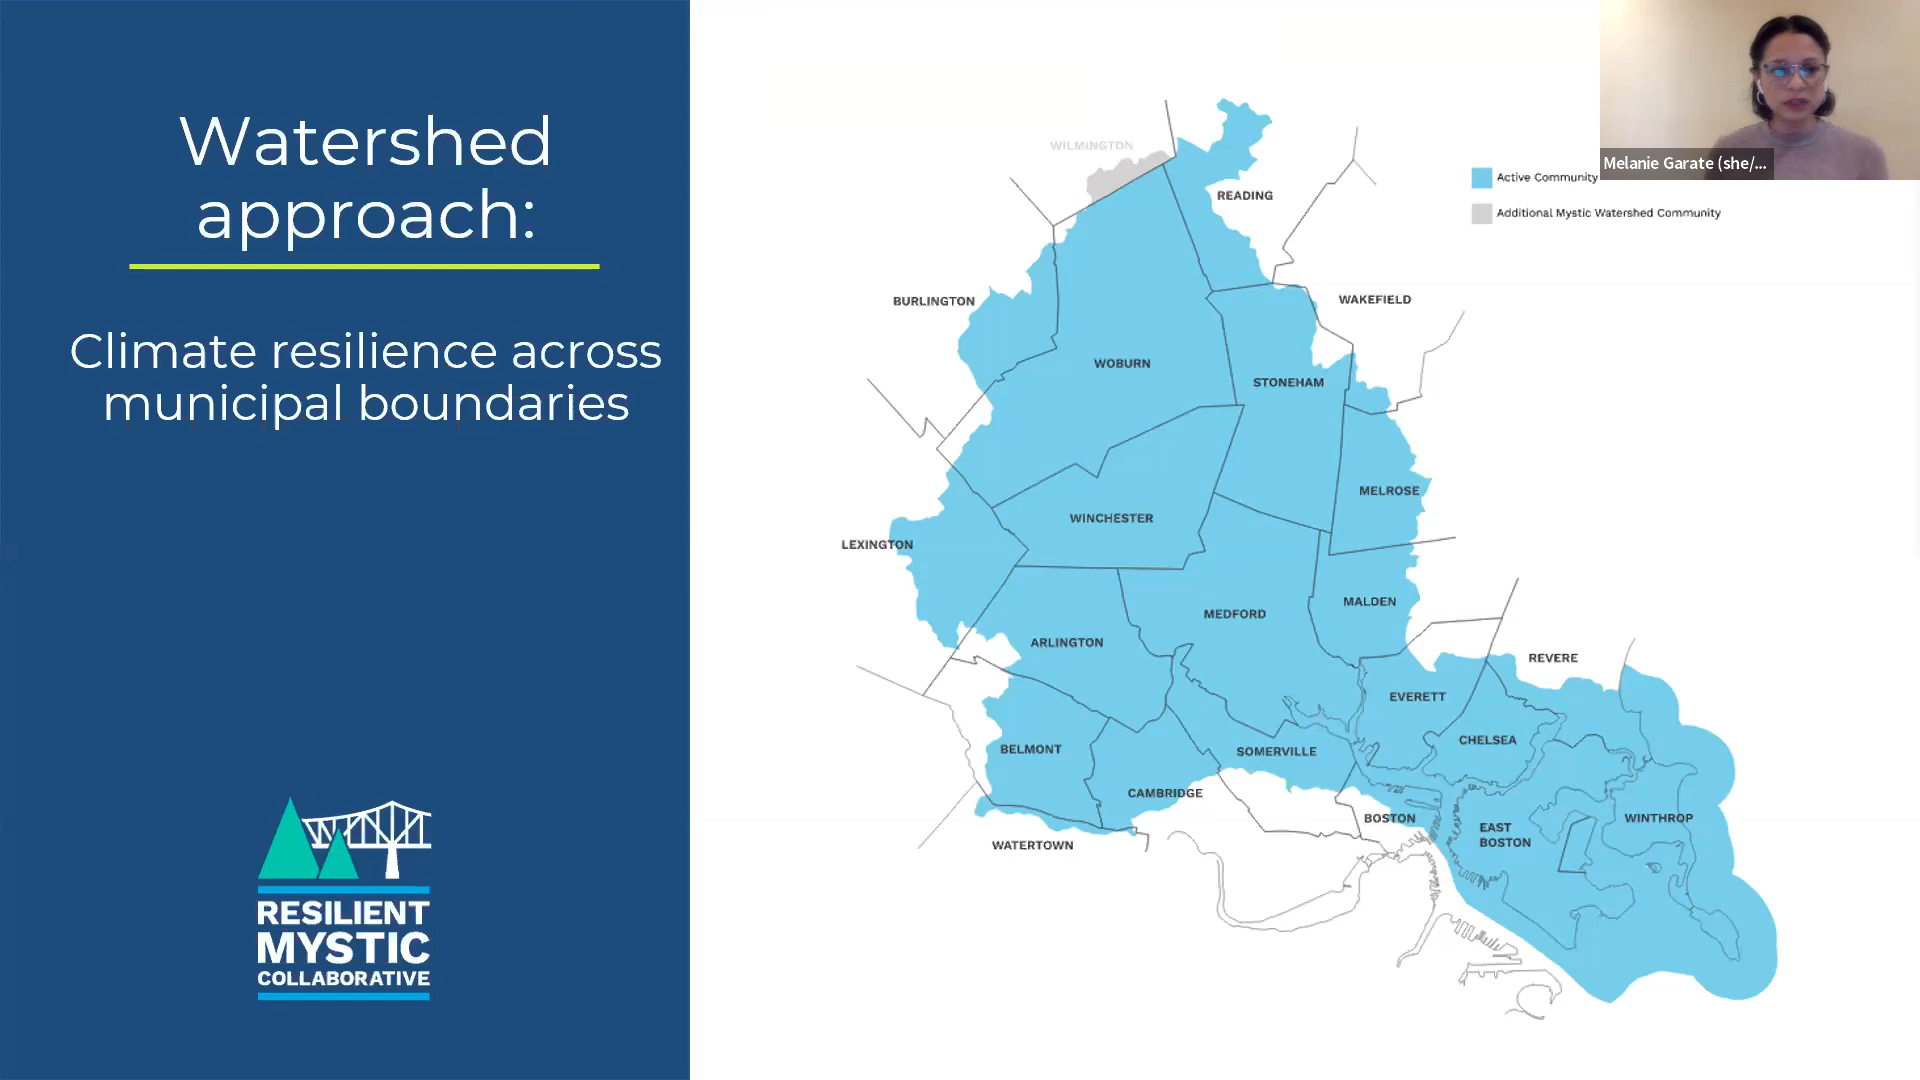 Watershed
approach:
Climate resilience across
municipal boundaries
RESILIENT
MYSTIC
COLLABORATIVE
WILMINGTON
READING
BURLINGTON
WAKEFIELD
WOBURN
STONEHAM
MELROSE
WINCHESTER
LEXINGTON
MALDEN
MEDFORD
ARLINGTON
REVERE
EVERETT
CHELSEA
BELMONT
SOMERVILLE
CAMBRIDGE
BOSTON
WINTHROP
EAST
BOSTON
WATERTOWN
Active Community
Additional Mystic Watershed Community
Melanie Garate (she/...